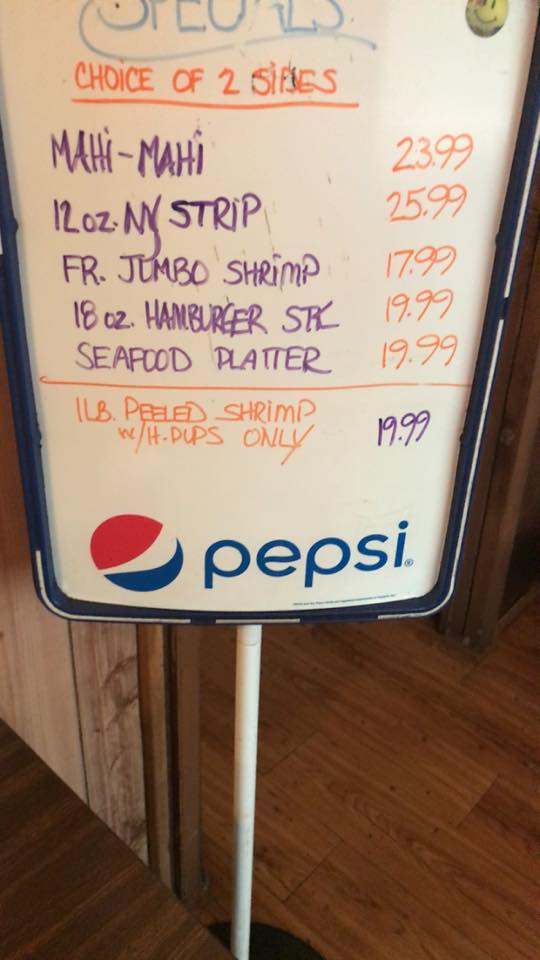 SPECIALS
CHOICE OF 2 SIDES
MAHI-MAHI 23.99
12 oz. NY STRIP 25.99
FR. JUMBO SHRIMP 17.99
18 oz. HAMBURGER STK 19.99
SEAFOOD PLATTER 19.99
1LB. PEELED SHRIMP
w/H-PUPS ONLY 19.99
pepsi